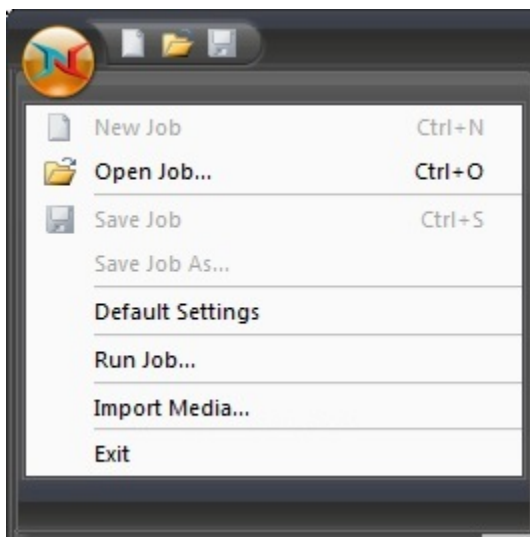 New Job Ctrl+N
Open Job... Ctrl+O
Save Job Ctrl+S
Save Job As...
Default Settings
Run Job...
Import Media...
Exit